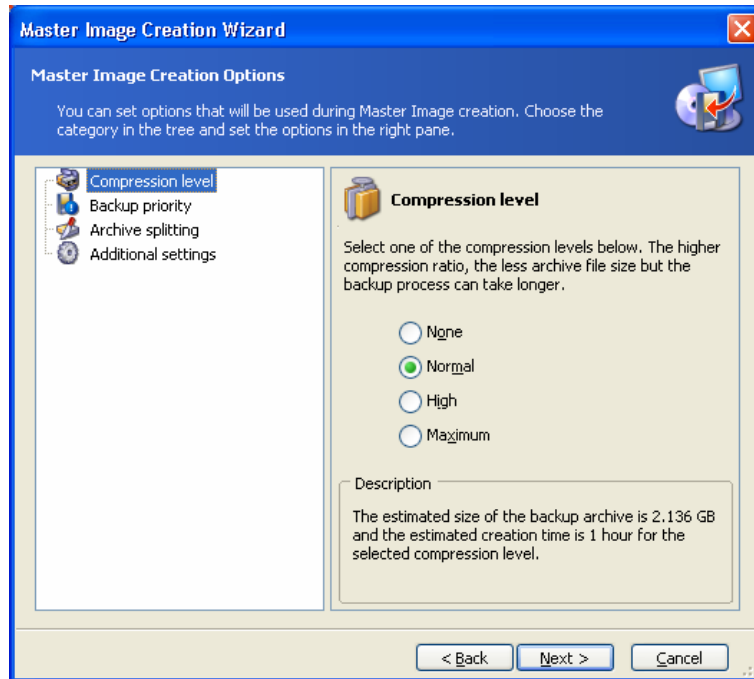 Master Image Creation Wizard
Master Image Creation Options
You can set options that will be used during Master Image creation. Choose the
category in the tree and set the options in the right pane.
Compression level
Backup priority
Archive splitting
Additional settings
Compression level
Select one of the compression levels below. The higher
compression ratio, the less archive file size but the
backup process can take longer.
None
Normal
High
Maximum
Description
The estimated size of the backup archive is 2.136 GB
and the estimated creation time is 1 hour for the
selected compression level.
< Back
Next >
Cancel